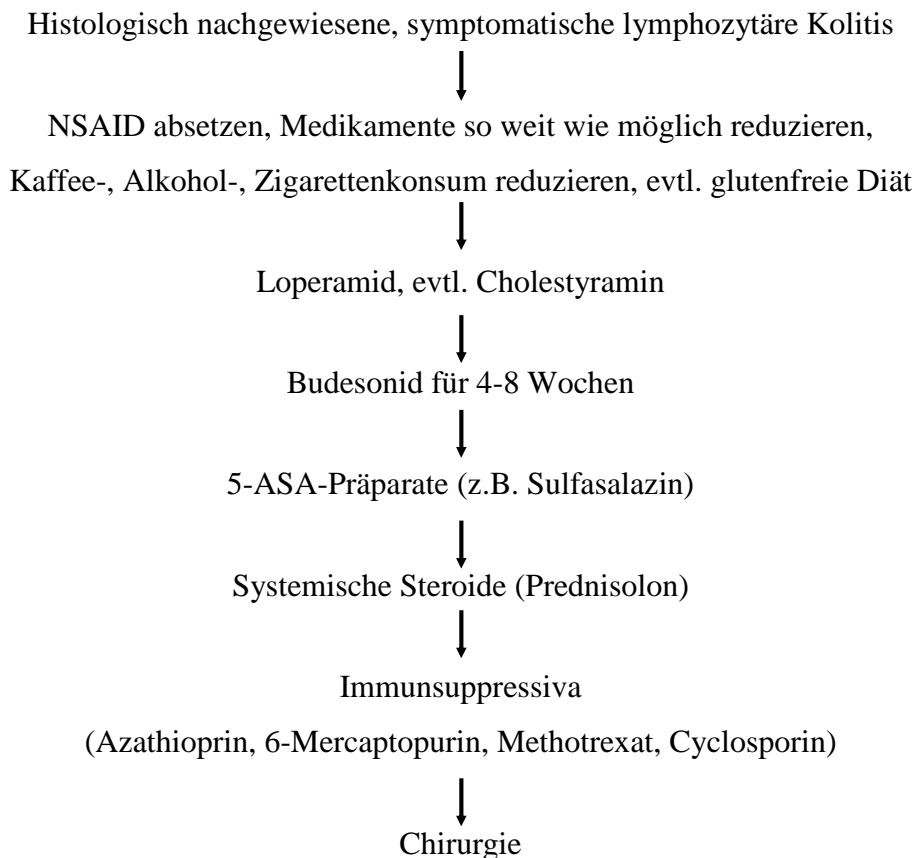 Histologisch nachgewiesene, symptomatische lymphozytäre Kolitis
NSAID absetzen, Medikamente so weit wie möglich reduzieren,
Kaffee-, Alkohol-, Zigarettenkonsum reduzieren, evtl. glutenfreie Diät
Loperamid, evtl. Cholestyramin
Budesonid für 4-8 Wochen
5-ASA-Präparate (z.B. Sulfasalazin)
Systemische Steroide (Prednisolon)
Immunsuppressiva
(Azathioprin, 6-Mercaptopurin, Methotrexat, Cyclosporin)
Chirurgie